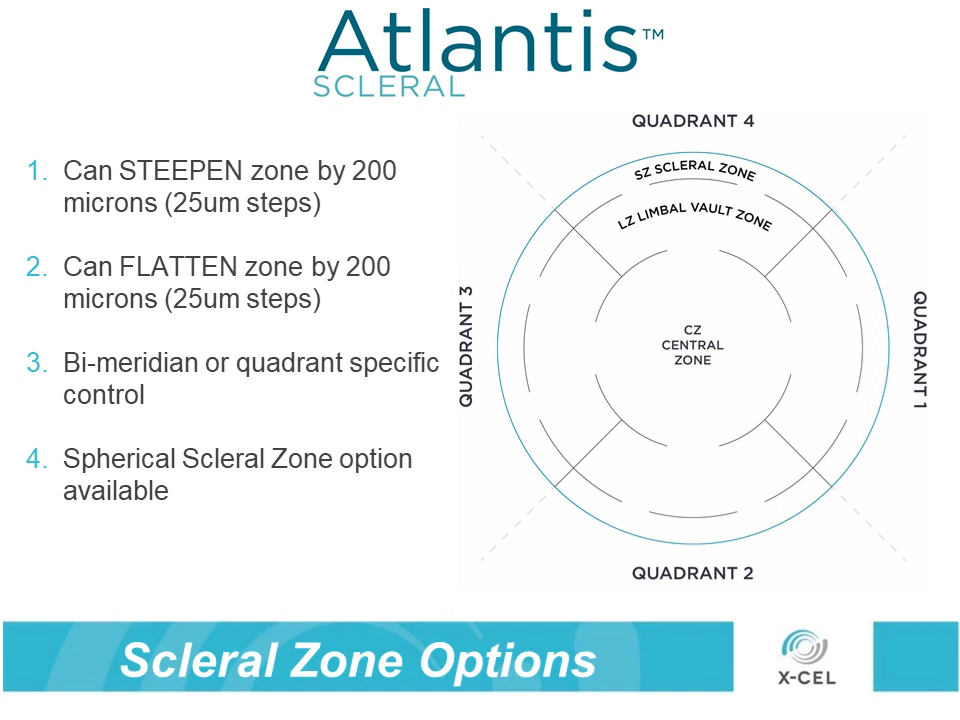 Atlantis™
SCLERAL
1. Can STEEPEN zone by 200
microns (25um steps)
2. Can FLATTEN zone by 200
microns (25um steps)
3. Bi-meridian or quadrant specific
control
4. Spherical Scleral Zone option
available
QUADRANT 4
SZ SCLERAL ZONE
LZ LIMBAL VAULT ZONE
QUADRANT 3
CZ
CENTRAL
ZONE
QUADRANT 1
QUADRANT 2
Scleral Zone Options
X-CEL